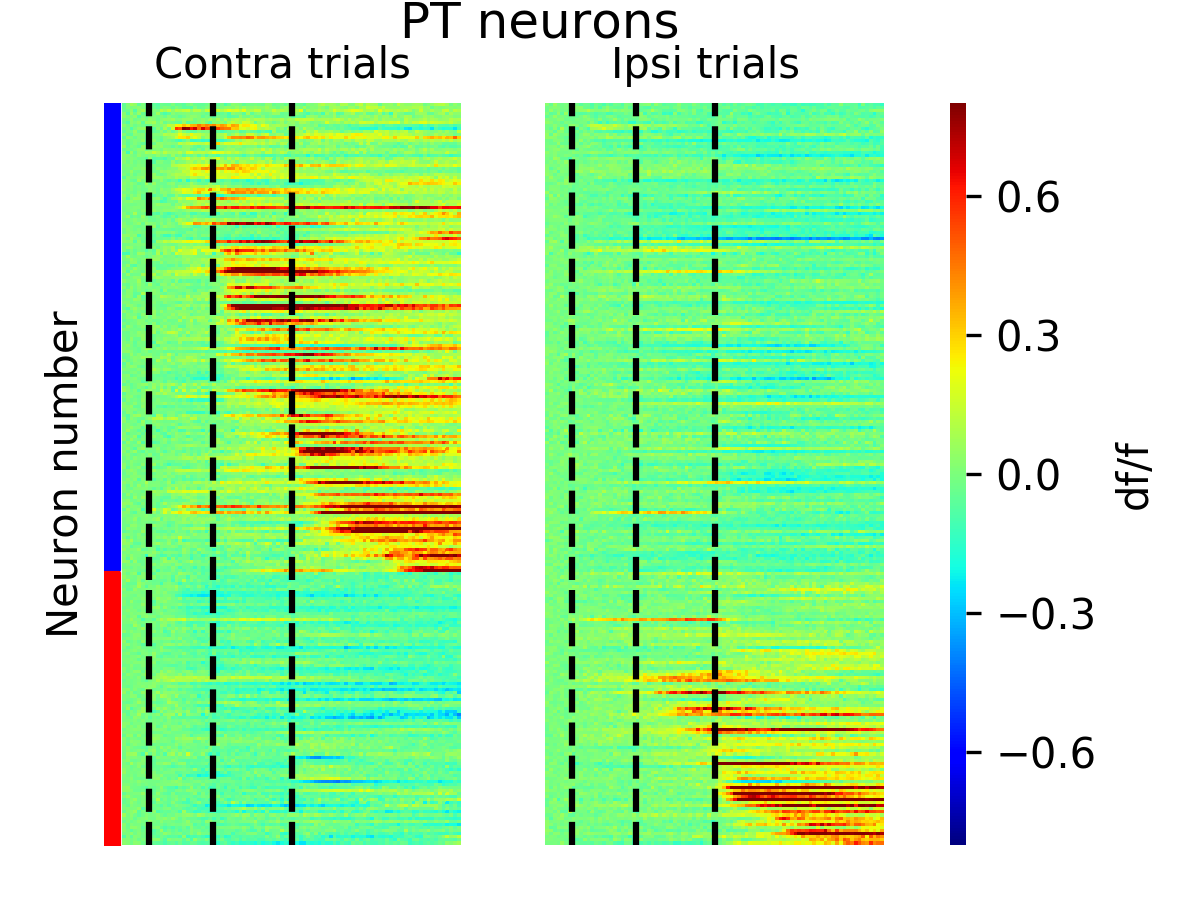 PT neurons
Contra trials
Ipsi trials
Neuron number
0.6
0.3
0.0
−0.3
−0.6
df/f